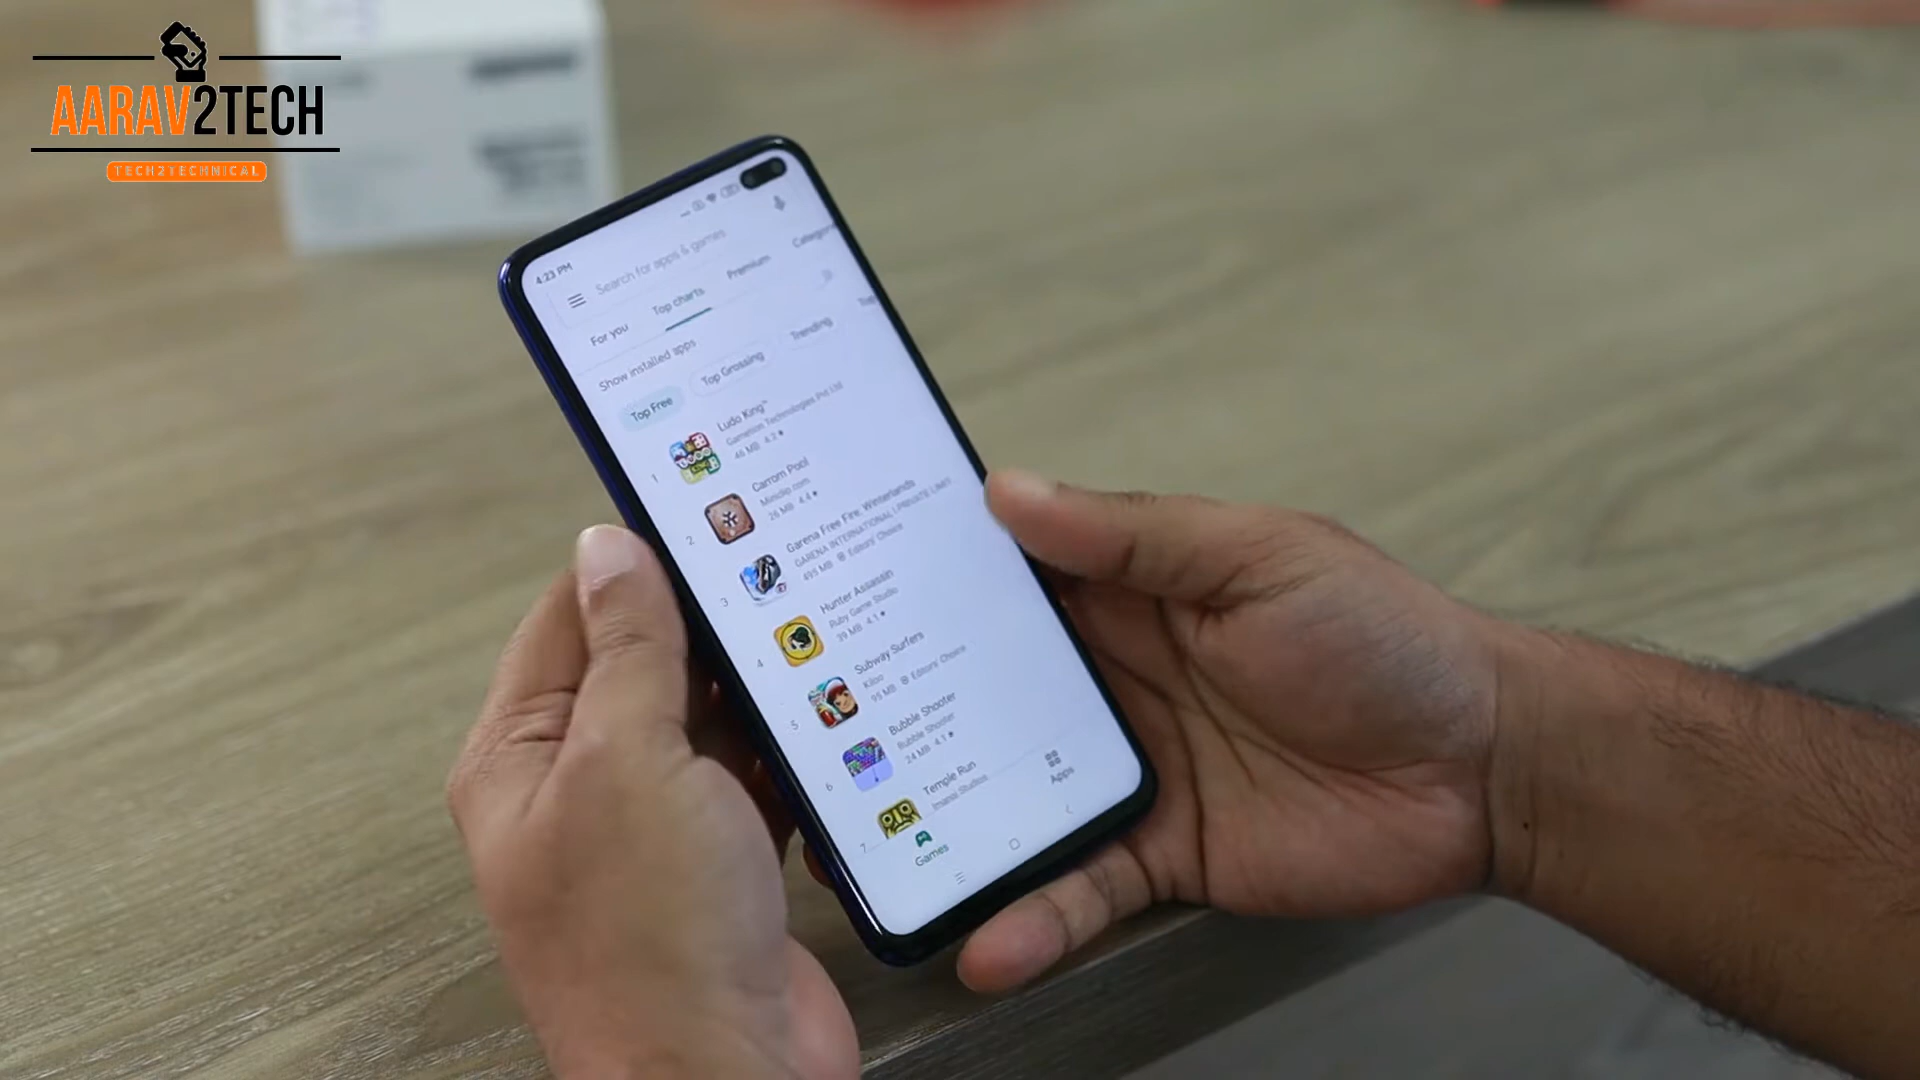 AARAV2TECH
TECH2TECHNICAL
4:23 PM
Search for apps & games
For you
Top charts
Premium
Show installed apps
Top Free
Top Grossing
Trending
1
Ludo King™
Gametion Technologies Pvt Ltd
46 MB 4.2
2
Carrom Pool
Miniclip.com
26 MB 4.4
3
Garena Free Fire: Winterlands
GARENA INTERNATIONAL I PRIVATE LIMIT
495 MB Editors' Choice
4
Hunter Assassin
Ruby Game Studio
39 MB 4.1
5
Subway Surfers
Kiloo
95 MB Editors' Choice
6
Bubble Shooter
Bubble Shooter
24 MB 4.1
7
Temple Run
Imangi Studios
Games
Apps